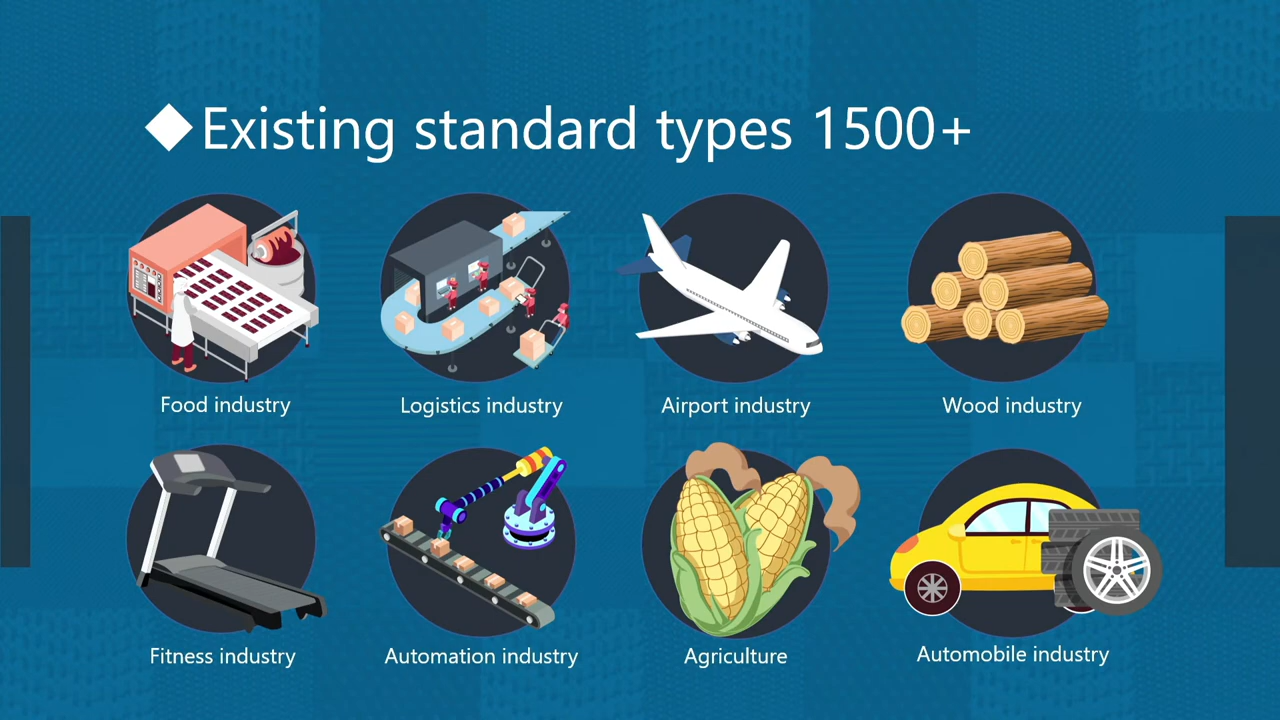 Existing standard types 1500+
Food industry
Logistics industry
Airport industry
Wood industry
Fitness industry
Automation industry
Agriculture
Automobile industry